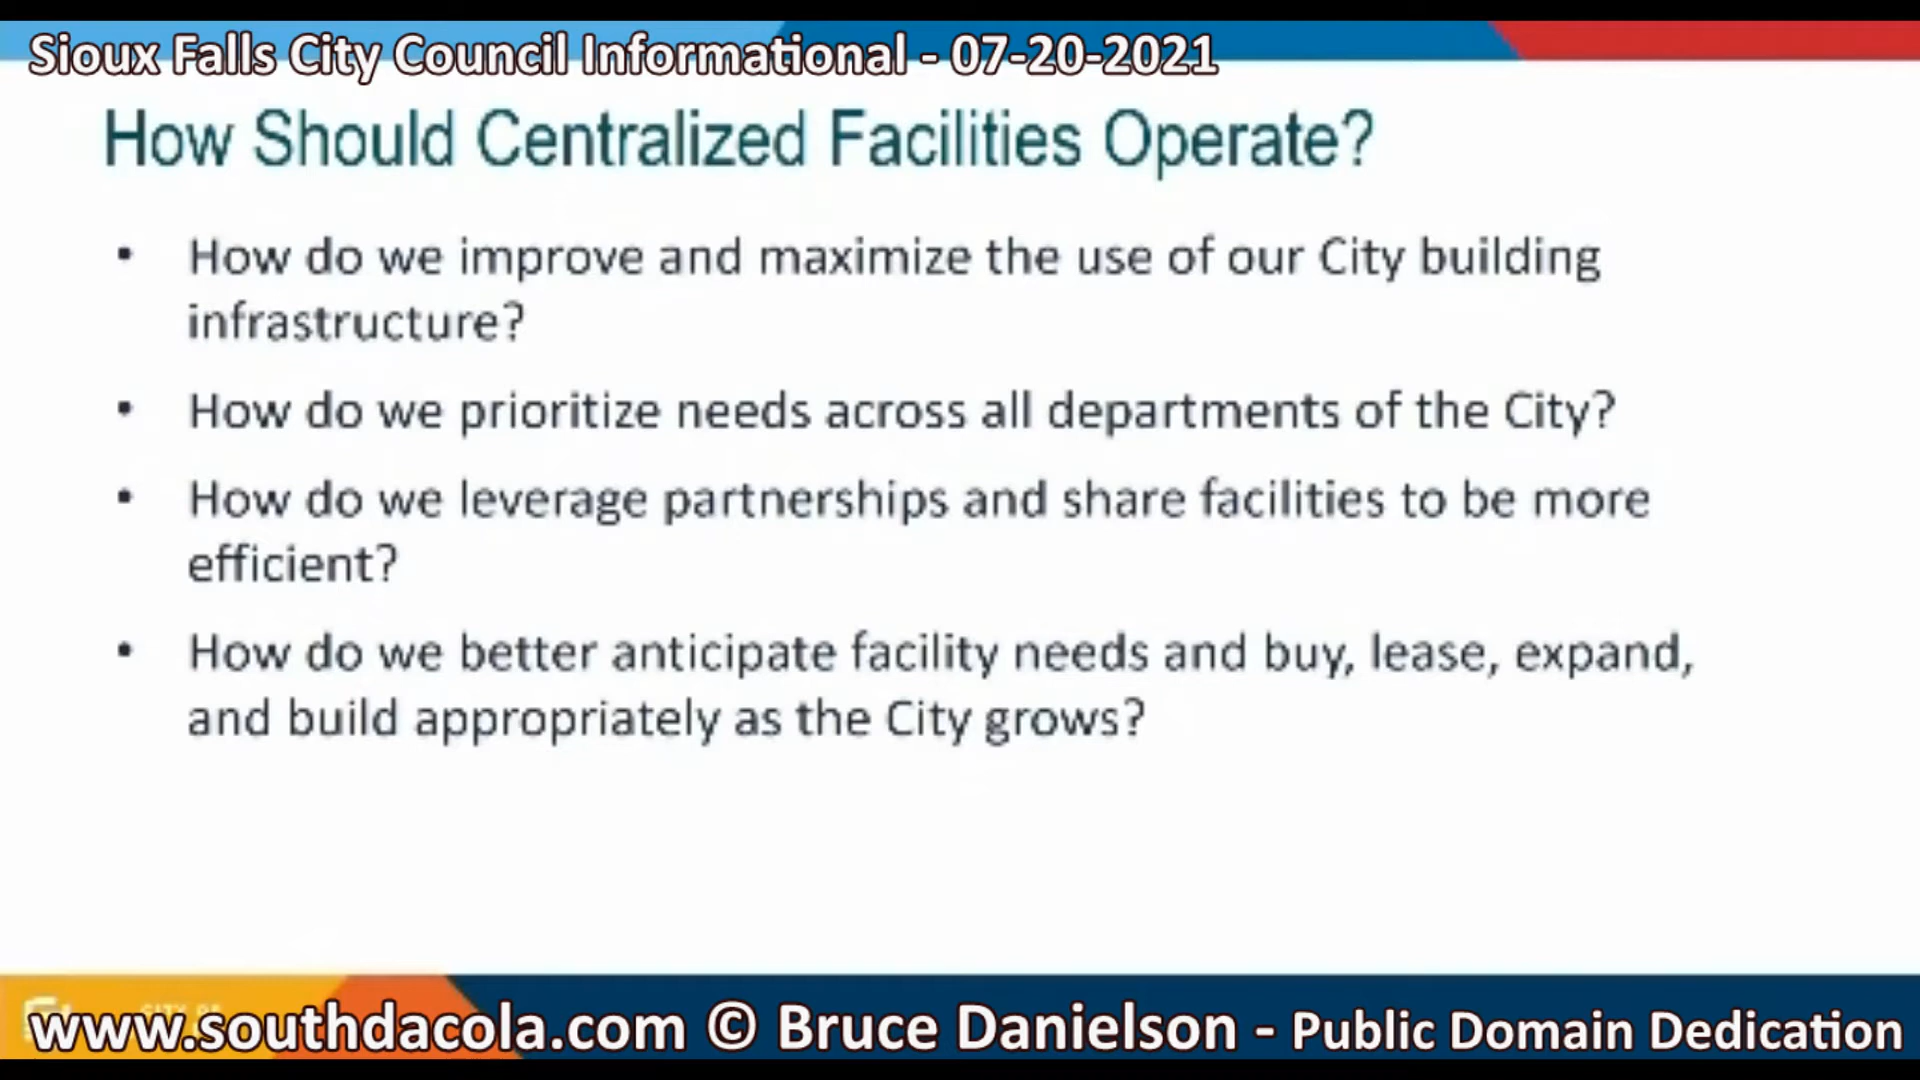 Sioux Falls City Council Informational - 07-20-2021
How Should Centralized Facilities Operate?
• How do we improve and maximize the use of our City building
infrastructure?
• How do we prioritize needs across all departments of the City?
• How do we leverage partnerships and share facilities to be more
efficient?
• How do we better anticipate facility needs and buy, lease, expand,
and build appropriately as the City grows?
www.southdacola.com © Bruce Danielson - Public Domain Dedication